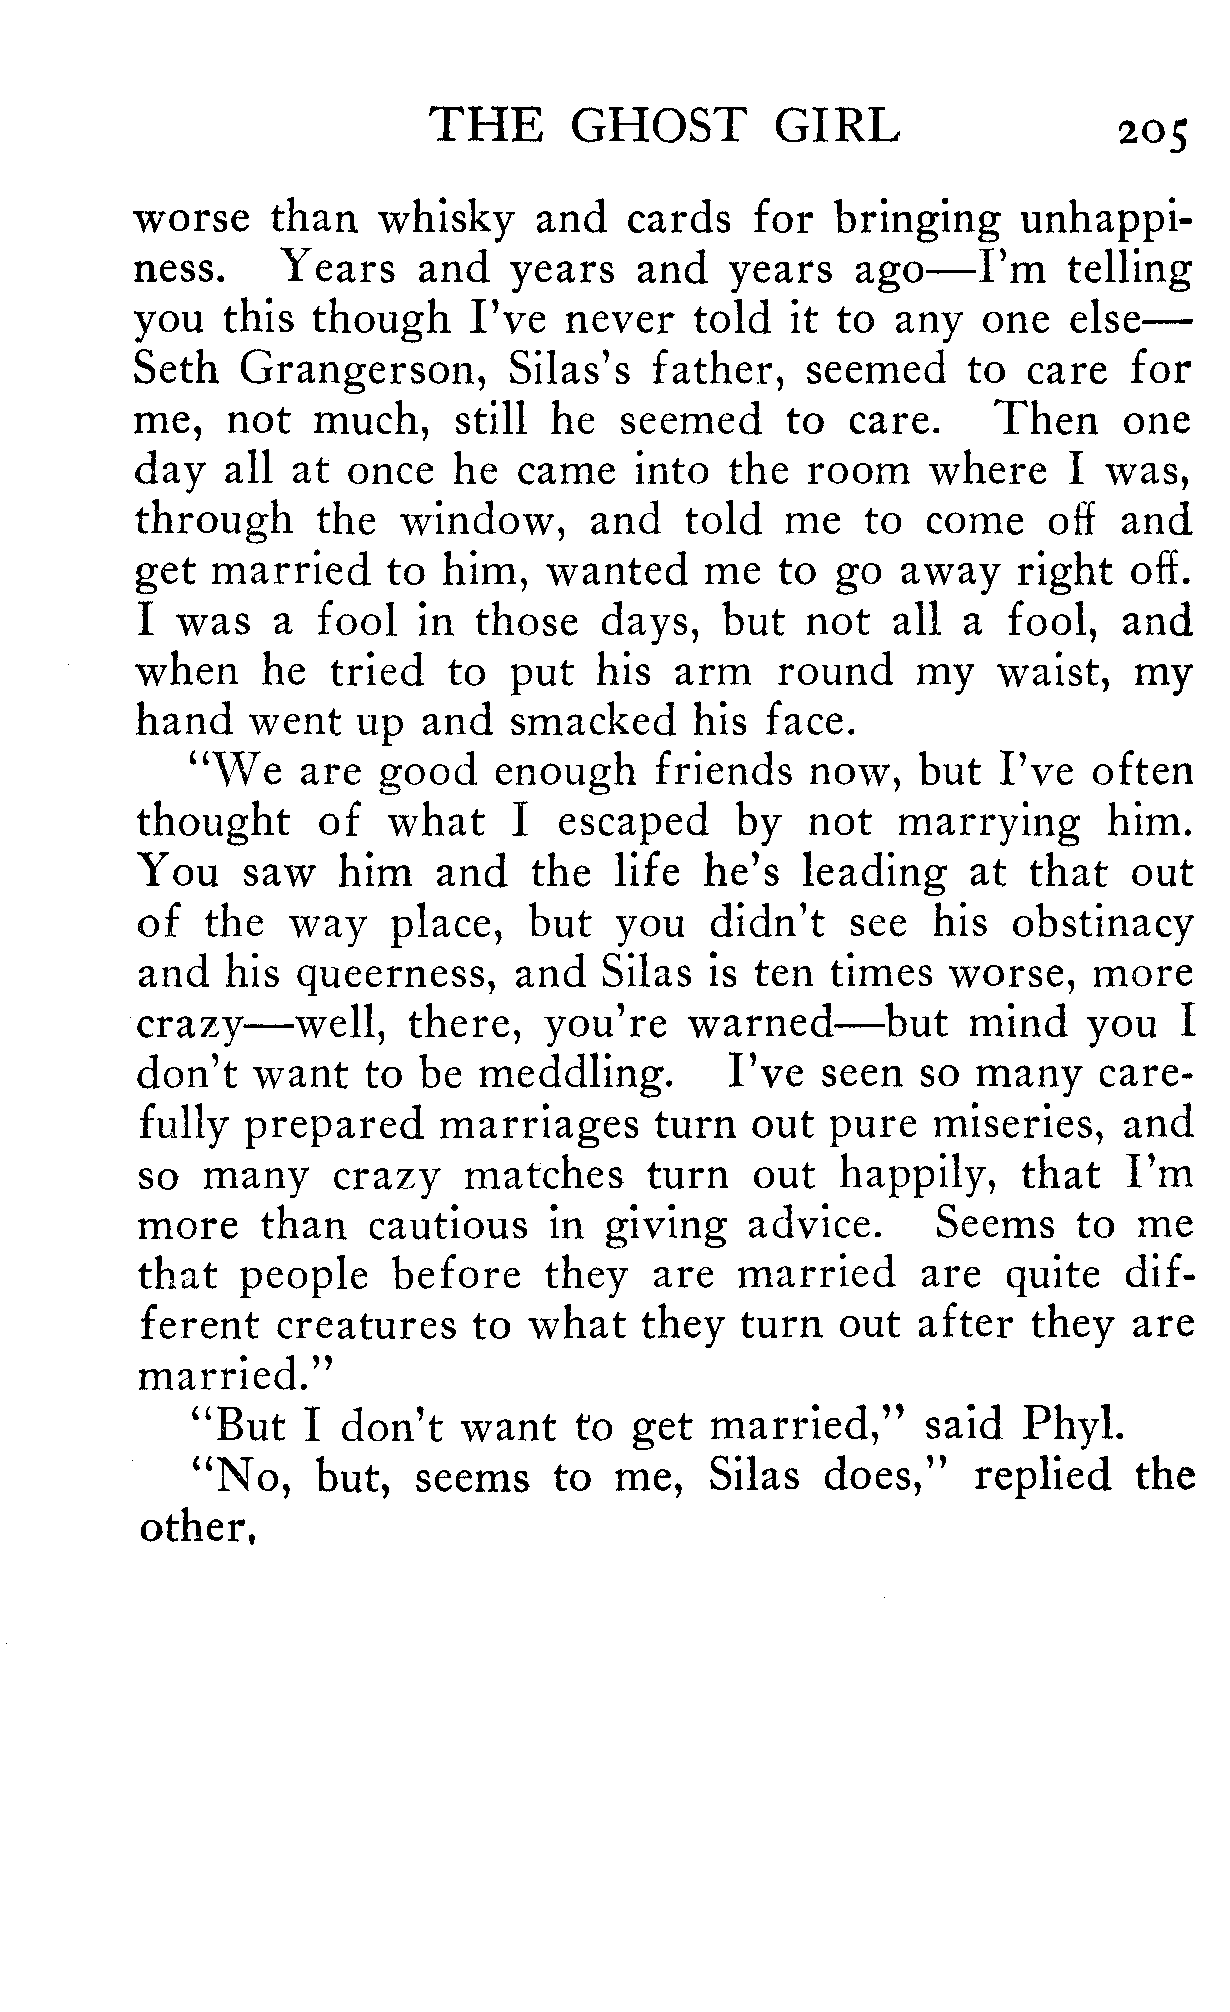 THE GHOST GIRL 205
worse than whisky and cards for bringing unhappi-
ness. Years and years and years ago—I'm telling
you this though I've never told it to any one else—
Seth Grangerson, Silas's father, seemed to care for
me, not much, still he seemed to care. Then one
day all at once he came into the room where I was,
through the window, and told me to come off and
get married to him, wanted me to go away right off.
I was a fool in those days, but not all a fool, and
when he tried to put his arm round my waist, my
hand went up and smacked his face.
"We are good enough friends now, but I've often
thought of what I escaped by not marrying him.
You saw him and the life he's leading at that out
of the way place, but you didn't see his obstinacy
and his queerness, and Silas is ten times worse, more
crazy—well, there, you're warned—but mind you I
don't want to be meddling. I've seen so many care-
fully prepared marriages turn out pure miseries, and
so many crazy matches turn out happily, that I'm
more than cautious in giving advice. Seems to me
that people before they are married are quite dif-
ferent creatures to what they turn out after they are
married."
"But I don't want to get married," said Phyl.
"No, but, seems to me, Silas does," replied the
other.